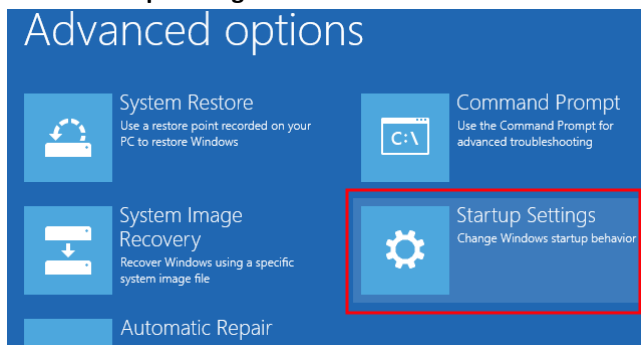 Advanced options
System Restore
Use a restore point recorded on your
PC to restore Windows
Command Prompt
Use the Command Prompt for
advanced troubleshooting
C:\
System Image
Recovery
Recover Windows using a specific
system image file
Startup Settings
Change Windows startup behavior
Automatic Repair